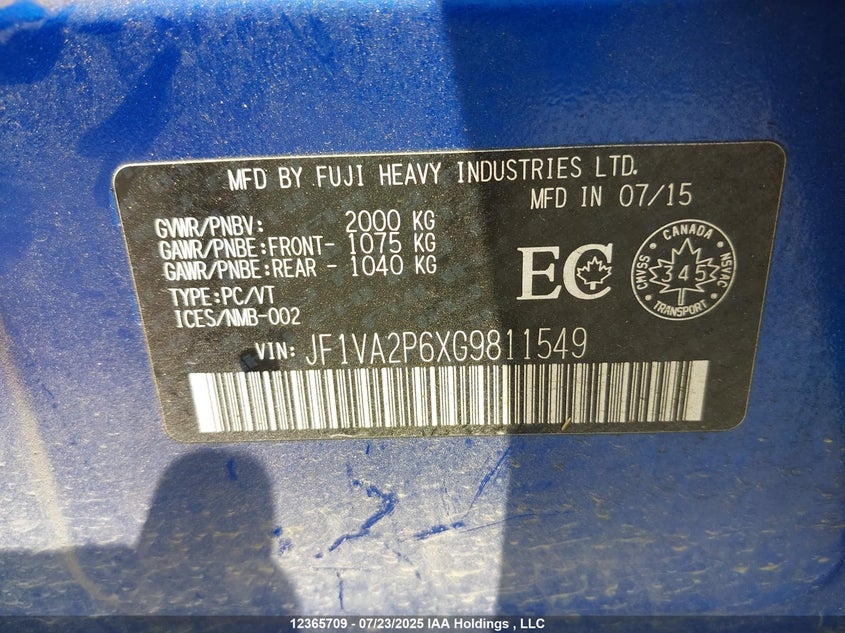 MFD BY FUJI HEAVY INDUSTRIES LTD.
MFD IN 07/15
GVWR/PNBV: 2000 KG
GAWR/PNBE:FRONT- 1075 KG
GAWR/PNBE:REAR - 1040 KG
TYPE:PC/VT
ICES/NMB-002
EC
CANADA
CMVSS
345
NSVAC
TRANSPORT
VIN: JF1VA2P6XG9811549
12365709 - 07/23/2025 IAA Holdings , LLC